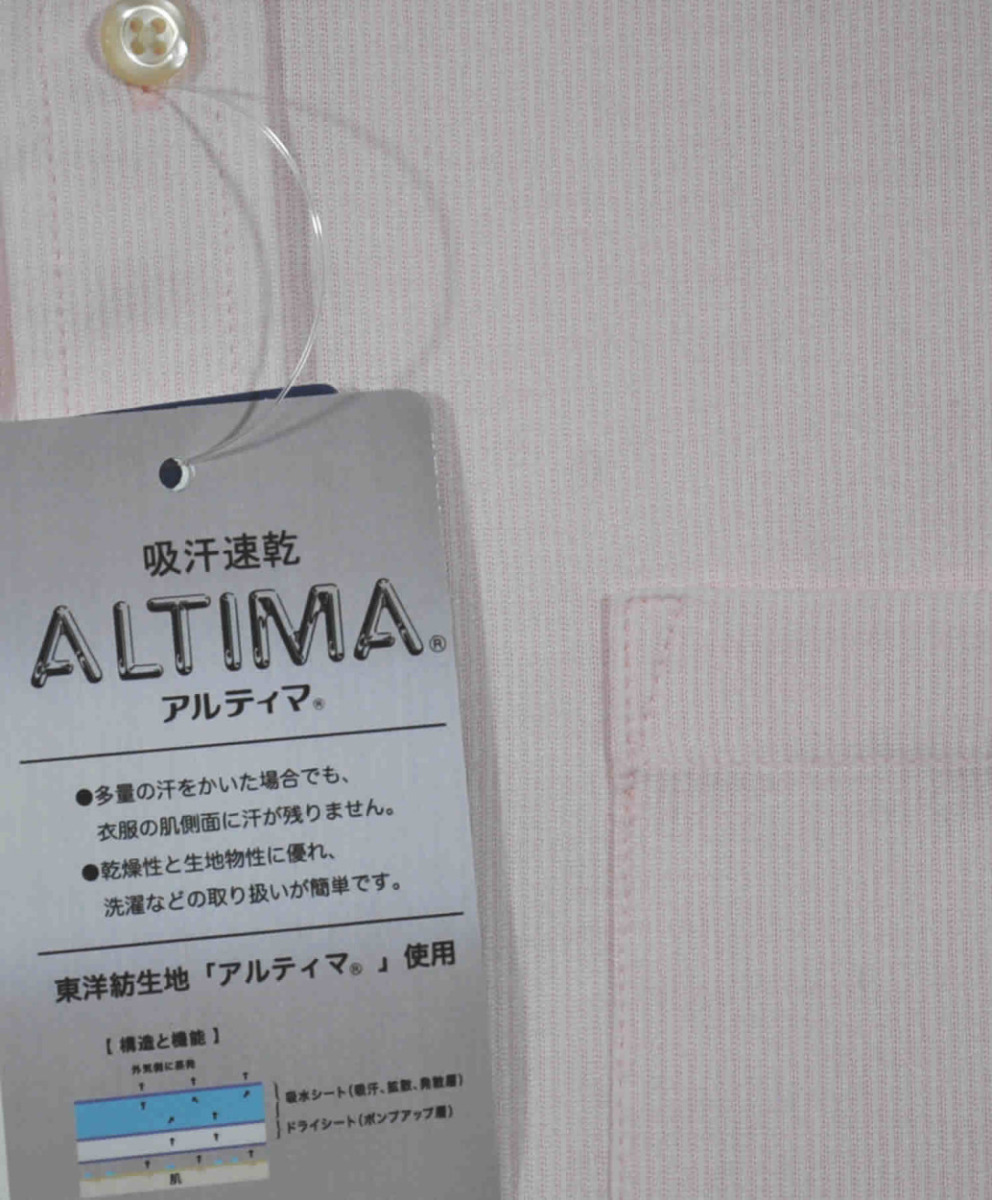 吸汗速乾
ALTIMA®
アルティマ®
●多量の汗をかいた場合でも、
衣服の肌側面に汗が残りません。
●乾燥性と生地物性に優れ、
洗濯などの取り扱いが簡単です。
東洋紡生地「アルティマ®」使用
【構造と機能】
外気側に蒸発
吸水シート(吸汗、拡散、発散層)
ドライシート(ポンプアップ層)
肌